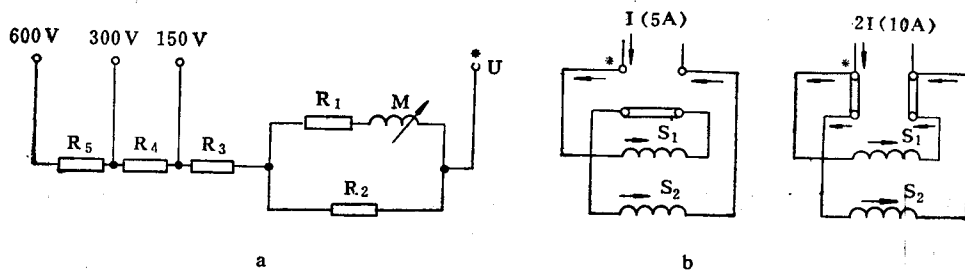 600 V 300 V 150 V
* U
R₁ M
R₅ R₄ R₃
R₂
a
I (5A)
*
S₁
S₂
2I (10A)
*
S₁
S₂
b